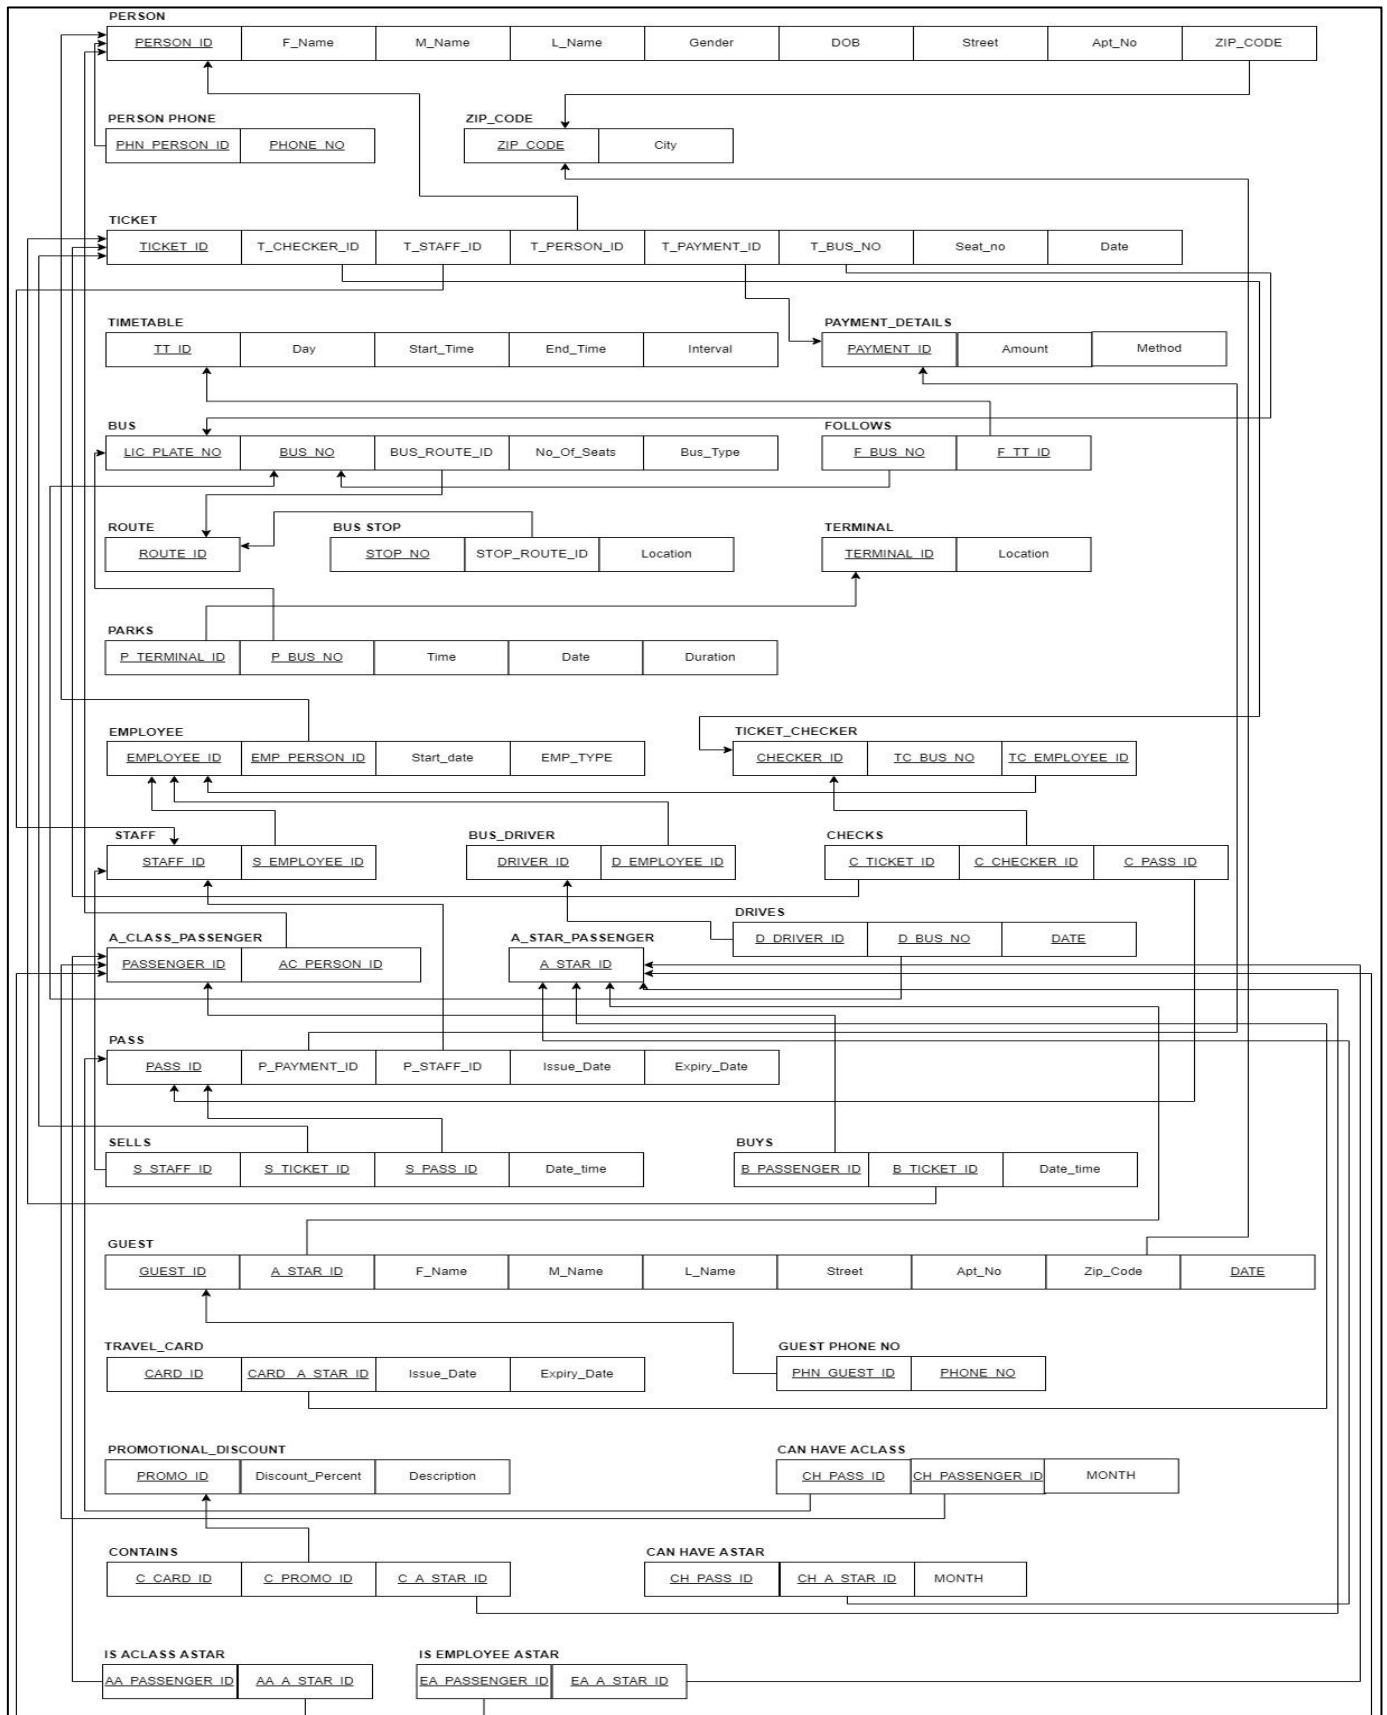 PERSON
PERSON_ID F_Name M_Name L_Name Gender DOB Street Apt_No ZIP_CODE
PERSON PHONE ZIP_CODE
PHN_PERSON_ID PHONE_NO ZIP_CODE City
TICKET
TICKET_ID T_CHECKER_ID T_STAFF_ID T_PERSON_ID T_PAYMENT_ID T_BUS_NO Seat_no Date
TIMETABLE PAYMENT_DETAILS
TT_ID Day Start_Time End_Time Interval PAYMENT_ID Amount Method
BUS FOLLOWS
LIC_PLATE_NO BUS_NO BUS_ROUTE_ID No_Of_Seats Bus_Type F_BUS_NO F_TT_ID
ROUTE BUS STOP TERMINAL
ROUTE_ID STOP_NO STOP_ROUTE_ID Location TERMINAL_ID Location
PARKS
P_TERMINAL_ID P_BUS_NO Time Date Duration
EMPLOYEE TICKET_CHECKER
EMPLOYEE_ID EMP_PERSON_ID Start_date EMP_TYPE CHECKER_ID TC_BUS_NO TC_EMPLOYEE_ID
STAFF BUS_DRIVER CHECKS
STAFF_ID S_EMPLOYEE_ID DRIVER_ID D_EMPLOYEE_ID C_TICKET_ID C_CHECKER_ID C_PASS_ID
DRIVES
D_DRIVER_ID D_BUS_NO DATE
A_CLASS_PASSENGER A_STAR_PASSENGER
PASSENGER_ID AC_PERSON_ID A_STAR_ID
PASS
PASS_ID P_PAYMENT_ID P_STAFF_ID Issue_Date Expiry_Date
SELLS BUYS
S_STAFF_ID S_TICKET_ID S_PASS_ID Date_time B_PASSENGER_ID B_TICKET_ID Date_time
GUEST
GUEST_ID A_STAR_ID F_Name M_Name L_Name Street Apt_No Zip_Code DATE
TRAVEL_CARD GUEST PHONE NO
CARD_ID CARD_ A_STAR_ID Issue_Date Expiry_Date PHN_GUEST_ID PHONE_NO
PROMOTIONAL_DISCOUNT CAN HAVE ACLASS
PROMO_ID Discount_Percent Description CH_PASS_ID CH_PASSENGER_ID MONTH
CONTAINS CAN HAVE ASTAR
C_CARD_ID C_PROMO_ID C_A_STAR_ID CH_PASS_ID CH_A_STAR_ID MONTH
IS ACLASS ASTAR IS EMPLOYEE ASTAR
AA_PASSENGER_ID AA_A_STAR_ID EA_PASSENGER_ID EA_A_STAR_ID